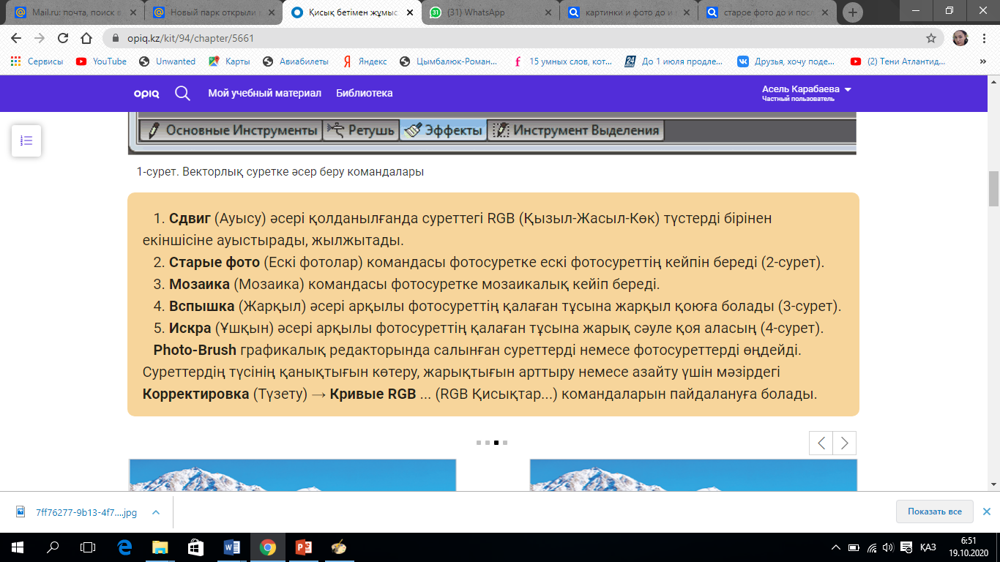 Mail.ru: почта, поиск в
Новый парк открыли в
Қисық бетімен жұмыс
(31) WhatsApp
картинки и фото до и п
старое фото до и посл
opiq.kz/kit/94/chapter/5661
Сервисы
YouTube
Unwanted
Карты
Авиабилеты
Яндекс
Цымбалюк-Роман...
15 умных слов, кот...
До 1 июля продле...
Друзья, хочу поде...
(2) Тени Атлантид...
opiq
Мой учебный материал
Библиотека
Асель Карабаева
Частный пользователь
Основные Инструменты
Ретушь
Эффекты
Инструмент Выделения
1-сурет. Векторлық суретке әсер беру командалары
1. Сдвиг (Ауысу) әсері қолданылғанда суреттегі RGB (Қызыл-Жасыл-Көк) түстерді бірінен
екіншісіне ауыстырады, жылжытады.
2. Старые фото (Ескі фотолар) командасы фотосуретке ескі фотосуреттің кейпін береді (2-сурет).
3. Мозаика (Мозаика) командасы фотосуретке мозаикалық кейіп береді.
4. Вспышка (Жарқыл) әсері арқылы фотосуреттің қалаған тұсына жарқыл қоюға болады (3-сурет).
5. Искра (Ұшқын) әсері арқылы фотосуреттің қалаған тұсына жарық сәуле қоя аласың (4-сурет).
Photo-Brush графикалық редакторында салынған суреттерді немесе фотосуреттерді өңдейді.
Суреттердің түсінің қанықтығын көтеру, жарықтығын арттыру немесе азайту үшін мәзірдегі
Корректировка (Түзету) → Кривые RGB ... (RGB Қисықтар...) командаларын пайдалануға болады.
7ff76277-9b13-4f7....jpg
Показать все
ҚАЗ
6:51
19.10.2020